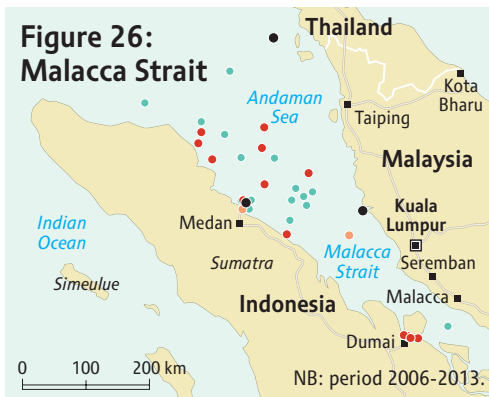 Figure 26:
Malacca Strait
Thailand
Kota
Bharu
Andaman
Sea
Taiping
Malaysia
Kuala
Lumpur
Indian
Ocean
Medan
Malacca
Strait
Seremban
Sumatra
Simeulue
Malacca
Indonesia
Dumai
0 100 200 km
NB: period 2006-2013.